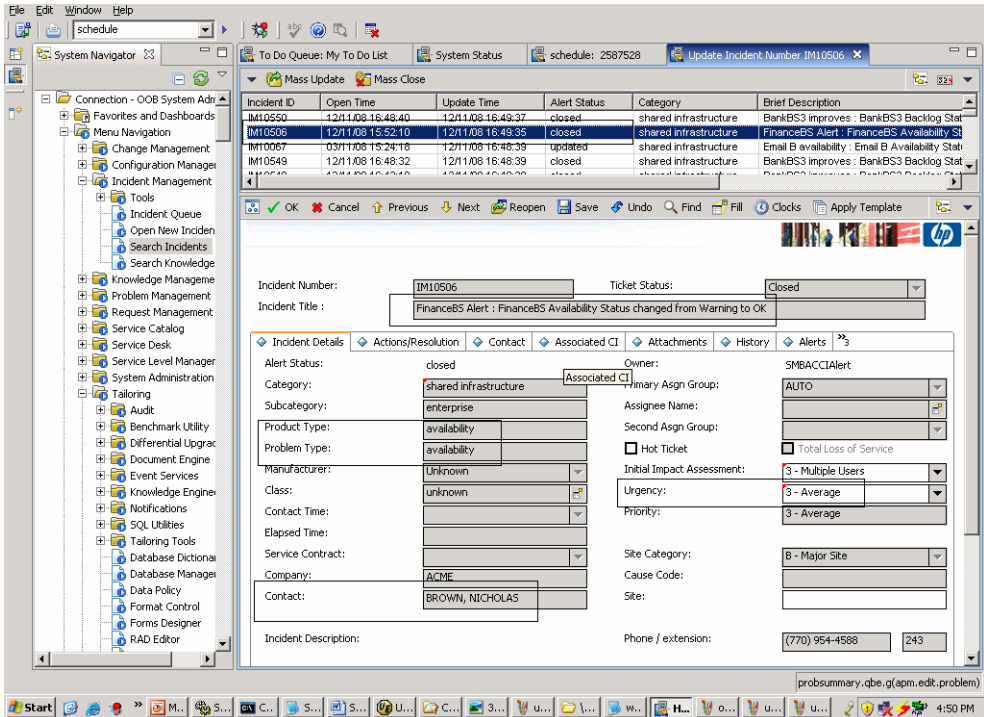 File Edit Window Help
schedule
System Navigator
Connection - OOB System Adm
Favorites and Dashboards
Menu Navigation
Change Management
Configuration Manager
Incident Management
Tools
Incident Queue
Open New Inciden
Search Incidents
Search Knowledge
Knowledge Manageme
Problem Management
Request Management
Service Catalog
Service Desk
Service Level Manager
System Administration
Tailoring
Audit
Benchmark Utility
Differential Upgrad
Document Engine
Event Services
Knowledge Engine
Notifications
SQL Utilities
Tailoring Tools
Database Dictionar
Database Manager
Data Policy
Format Control
Forms Designer
RAD Editor
To Do Queue: My To Do List System Status schedule: 2587528 Update Incident Number IM10506
Mass Update Mass Close
Incident ID Open Time Update Time Alert Status Category Brief Description
IM10550 12/11/08 16:48:40 12/11/08 16:49:37 closed shared infrastructure BankBS3 improves : BankBS3 Backlog Stat
IM10506 12/11/08 15:52:10 12/11/08 16:49:35 closed shared infrastructure FinanceBS Alert : FinanceBS Availability St
IM10067 03/11/08 15:24:18 12/11/08 16:48:39 updated shared infrastructure Email B availability : Email B Availability Statu
IM10549 12/11/08 16:48:32 12/11/08 16:48:39 closed shared infrastructure BankBS3 improves : BankBS3 Backlog Stat
OK Cancel Previous Next Reopen Save Undo Find Fill Clocks Apply Template
hp
Incident Number: IM10506 Ticket Status: Closed
Incident Title : FinanceBS Alert : FinanceBS Availability Status changed from Warning to OK
Incident Details Actions/Resolution Contact Associated CI Attachments History Alerts »3
Alert Status: closed Owner: SMBACCIAlert
Associated CI
Category: shared infrastructure Primary Asgn Group: AUTO
Subcategory: enterprise Assignee Name:
Product Type: availability Second Asgn Group:
Problem Type: availability Hot Ticket Total Loss of Service
Manufacturer: Unknown Initial Impact Assessment: 3 - Multiple Users
Class: unknown Urgency: 3 - Average
Contact Time: Priority: 3 - Average
Elapsed Time:
Service Contract: Site Category: B - Major Site
Company: ACME Cause Code:
Contact: BROWN, NICHOLAS Site:
Incident Description: Phone / extension: (770) 954-4588 243
probsummary.qbe.g(apm.edit.problem)
Start » M... S... C... S... S... U... C... 3... u... \... w... H... o... u... u... 4:50 PM